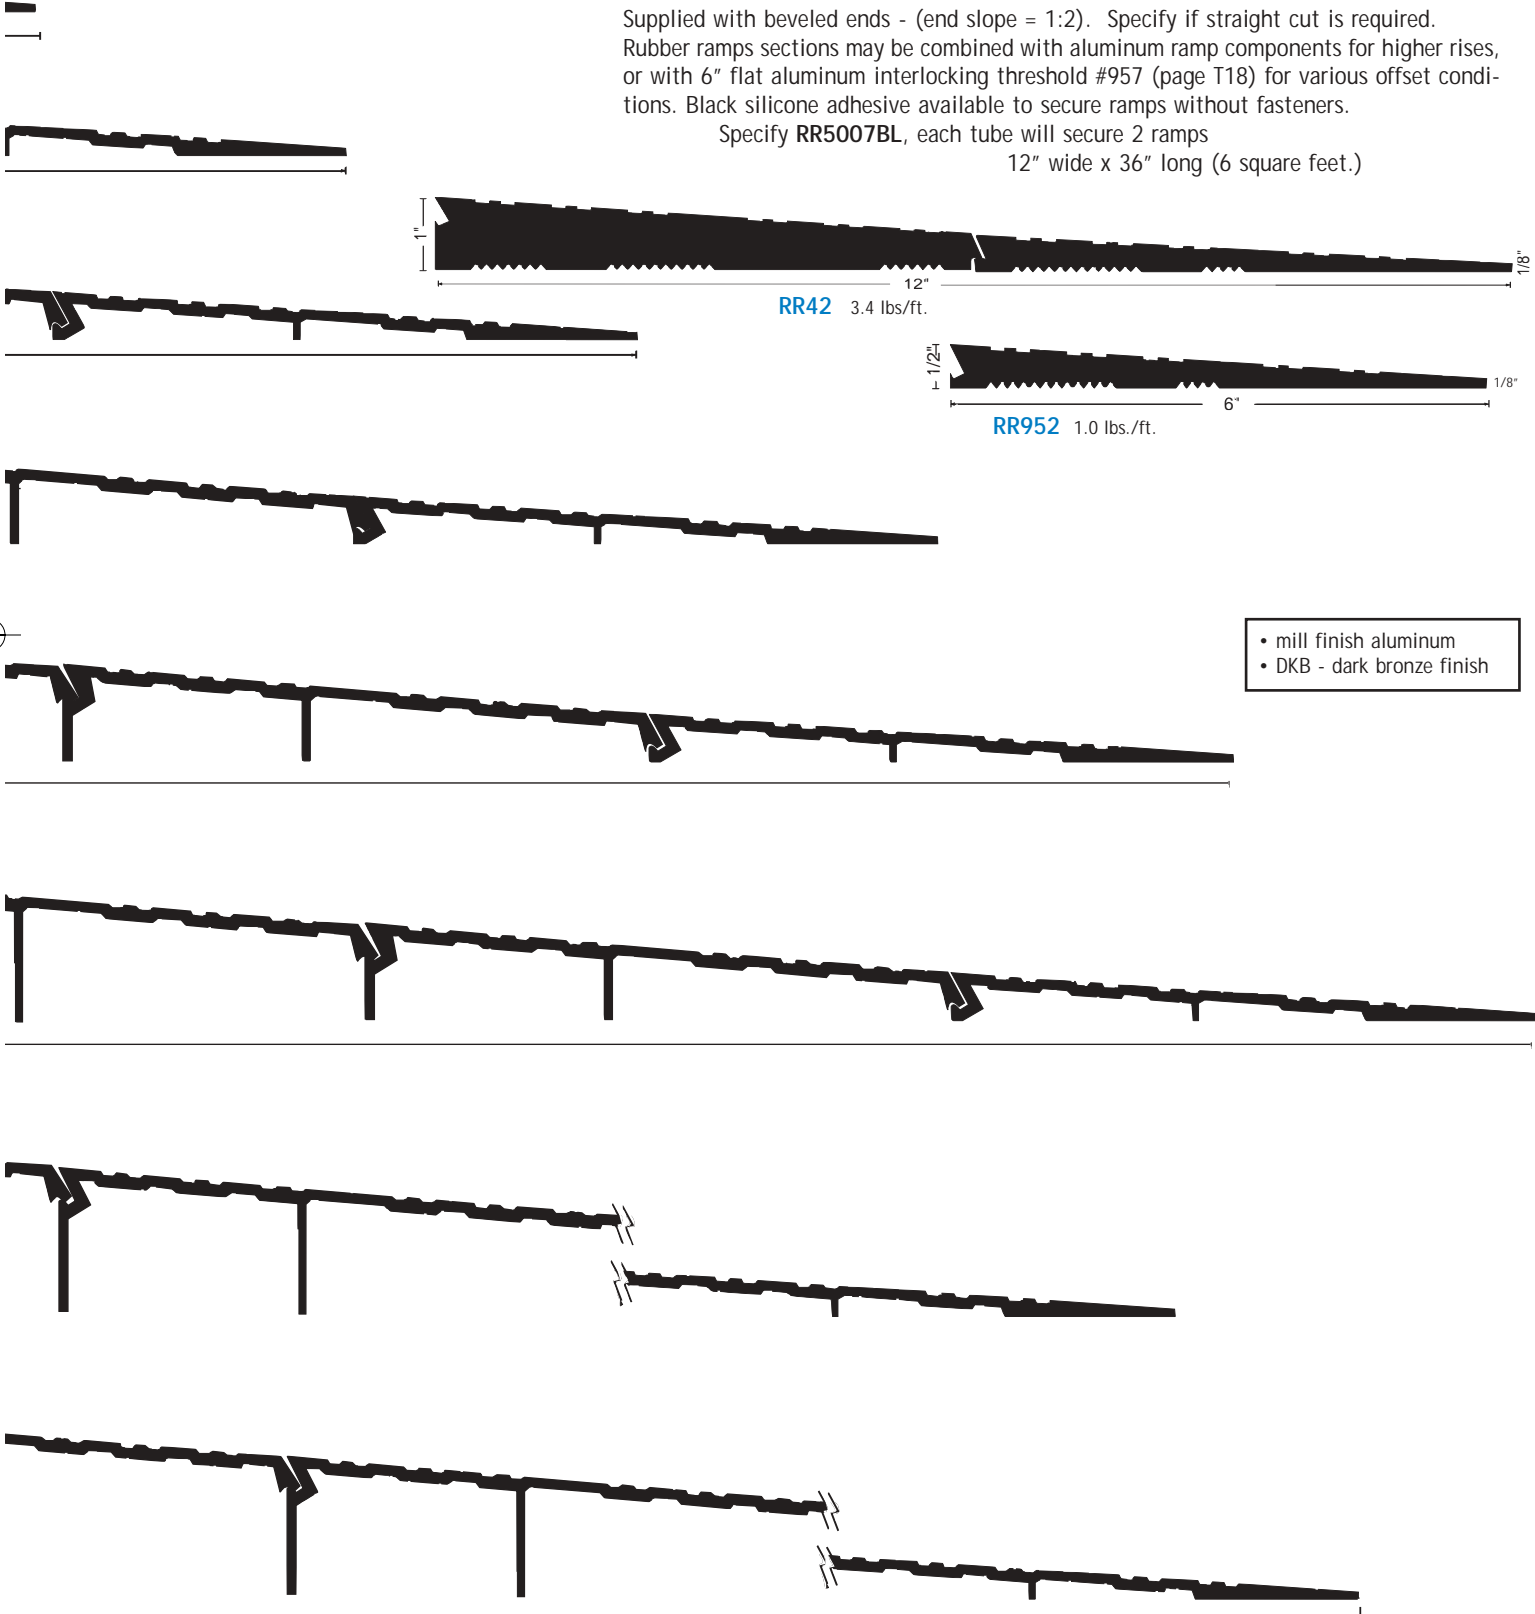 Supplied with beveled ends - (end slope = 1:2). Specify if straight cut is required.
Rubber ramps sections may be combined with aluminum ramp components for higher rises,
or with 6" flat aluminum interlocking threshold #957 (page T18) for various offset condi-
tions. Black silicone adhesive available to secure ramps without fasteners.
Specify RR5007BL, each tube will secure 2 ramps
12" wide x 36" long (6 square feet.)
1"
1/8"
12"
RR42 3.4 lbs/ft.
1/2"
1/8"
6"
RR952 1.0 lbs./ft.
• mill finish aluminum
• DKB - dark bronze finish